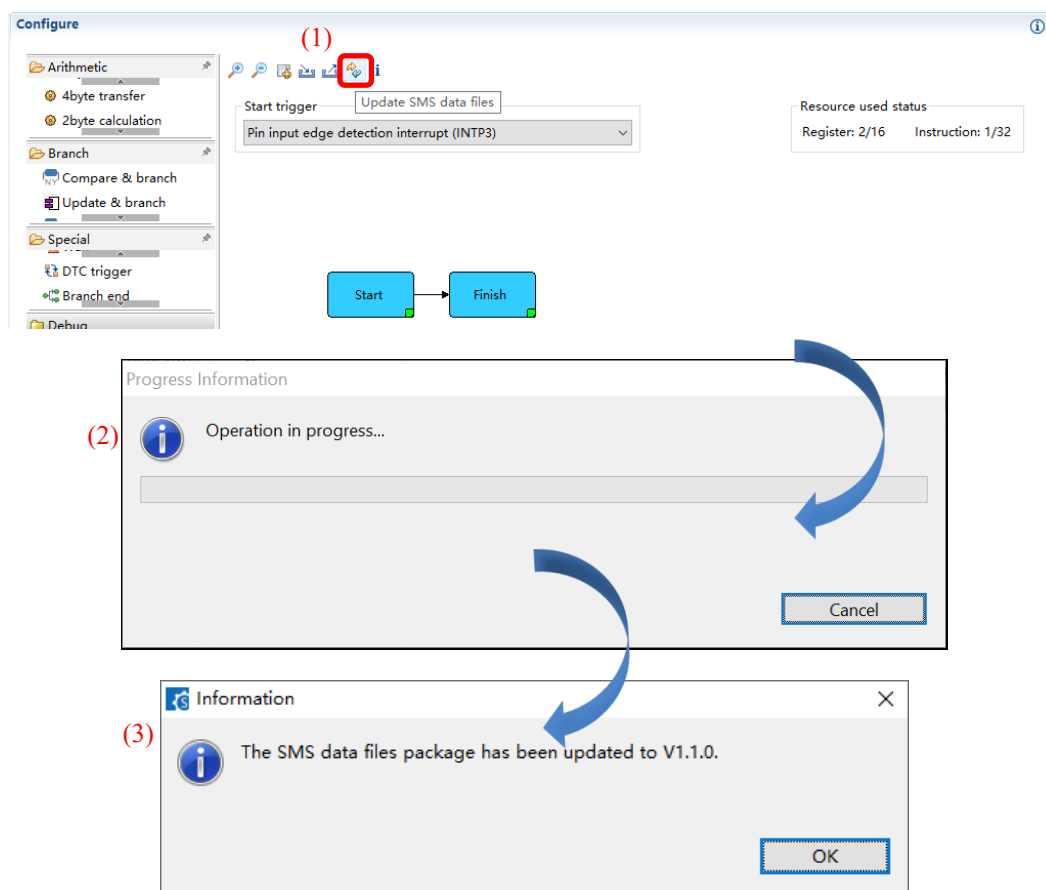 Configure
(1)
Arithmetic
4byte transfer
2byte calculation
Branch
Compare & branch
Update & branch
Special
DTC trigger
Branch end
Debug
Update SMS data files
Start trigger
Pin input edge detection interrupt (INTP3)
Resource used status
Register: 2/16 Instruction: 1/32
Start
Finish
Progress Information
(2)
Operation in progress...
Cancel
Information
(3)
The SMS data files package has been updated to V1.1.0.
OK